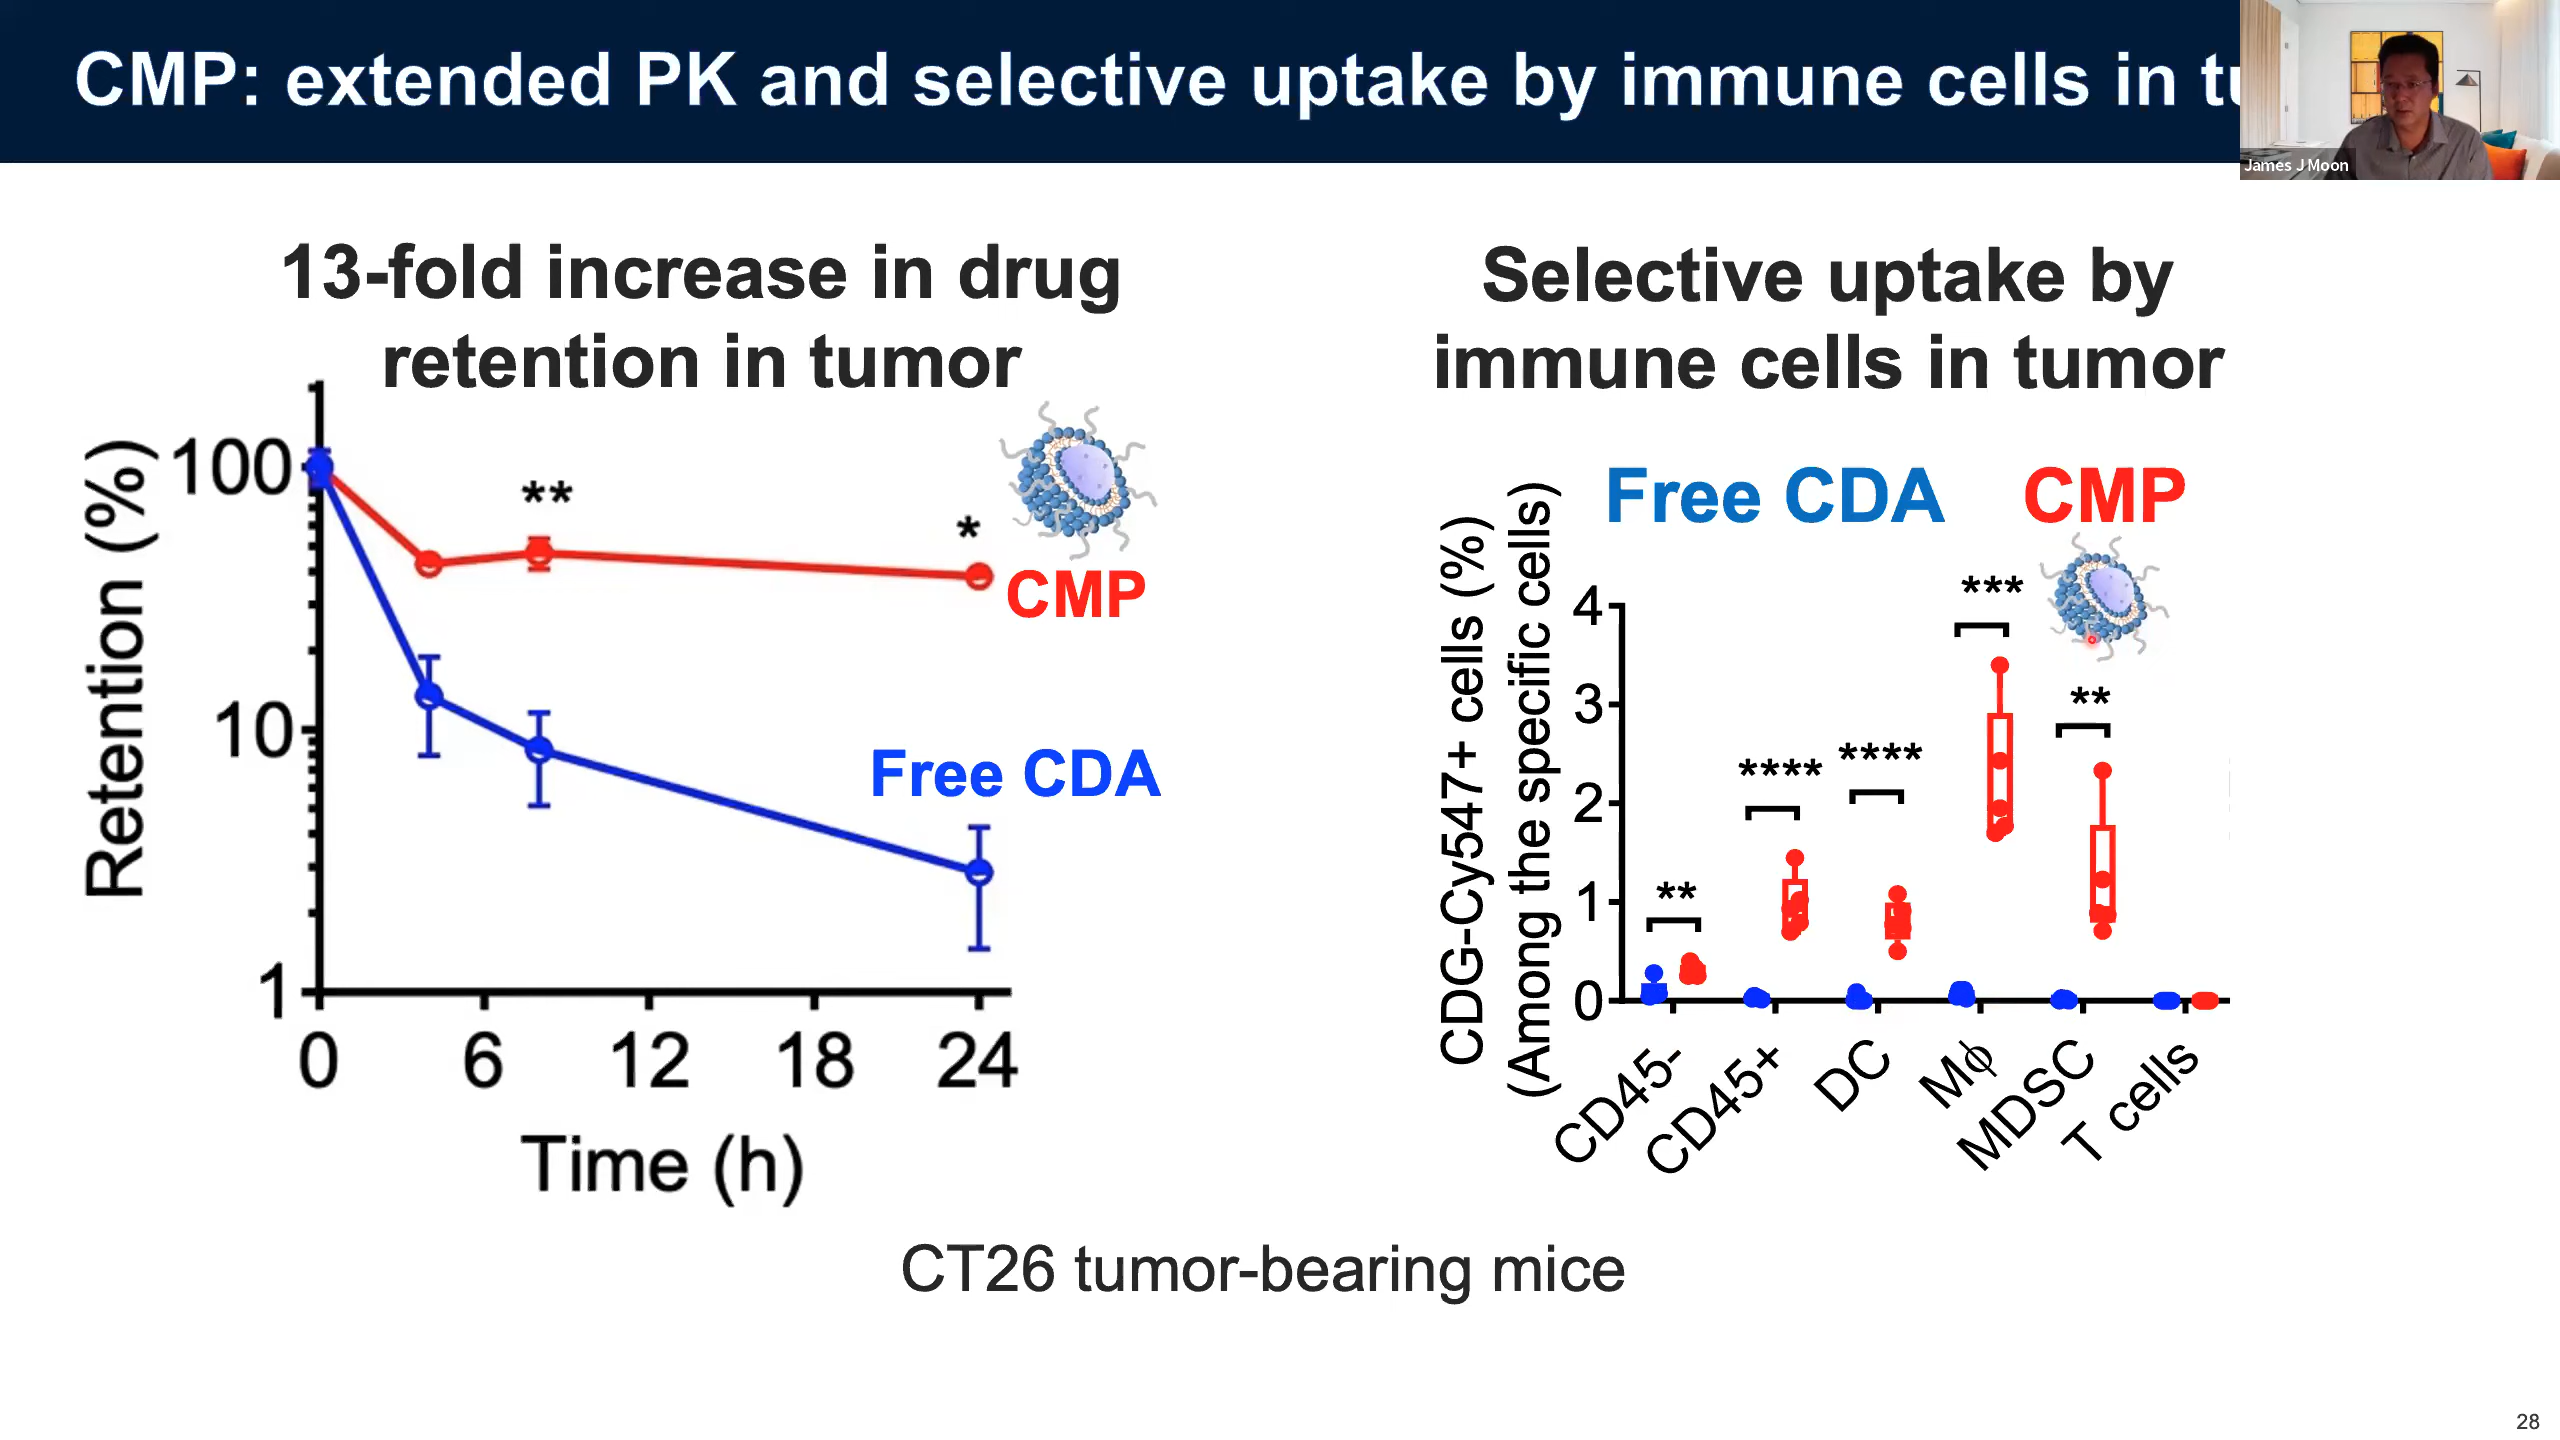 CMP: extended PK and selective uptake by immune cells in
James J Moon
13-fold increase in drug
retention in tumor
Retention (%)
100
10
1
**
*
CMP
Free CDA
0 6 12 18 24
Time (h)
Selective uptake by
immune cells in tumor
Free CDA CMP
CDG-Cy547+ cells (%)
(Among the specific cells)
4
3
2
1
0
**
****
****
***
**
CD45-
CD45+
DC
Mϕ
MDSC
T cells
CT26 tumor-bearing mice
28